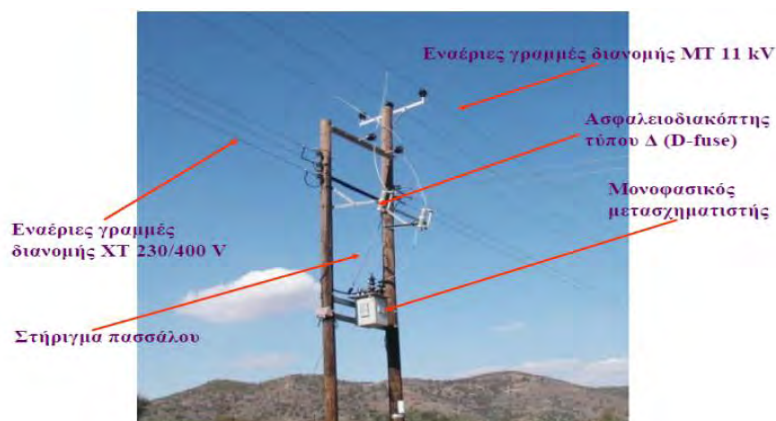 Εναέριες γραμμές διανομής ΜΤ 11 kV
Ασφαλειοδιακόπτης
τύπου Δ (D-fuse)
Μονοφασικός
μετασχηματιστής
Εναέριες γραμμές
διανομής ΧΤ 230/400 V
Στήριγμα πασσάλου